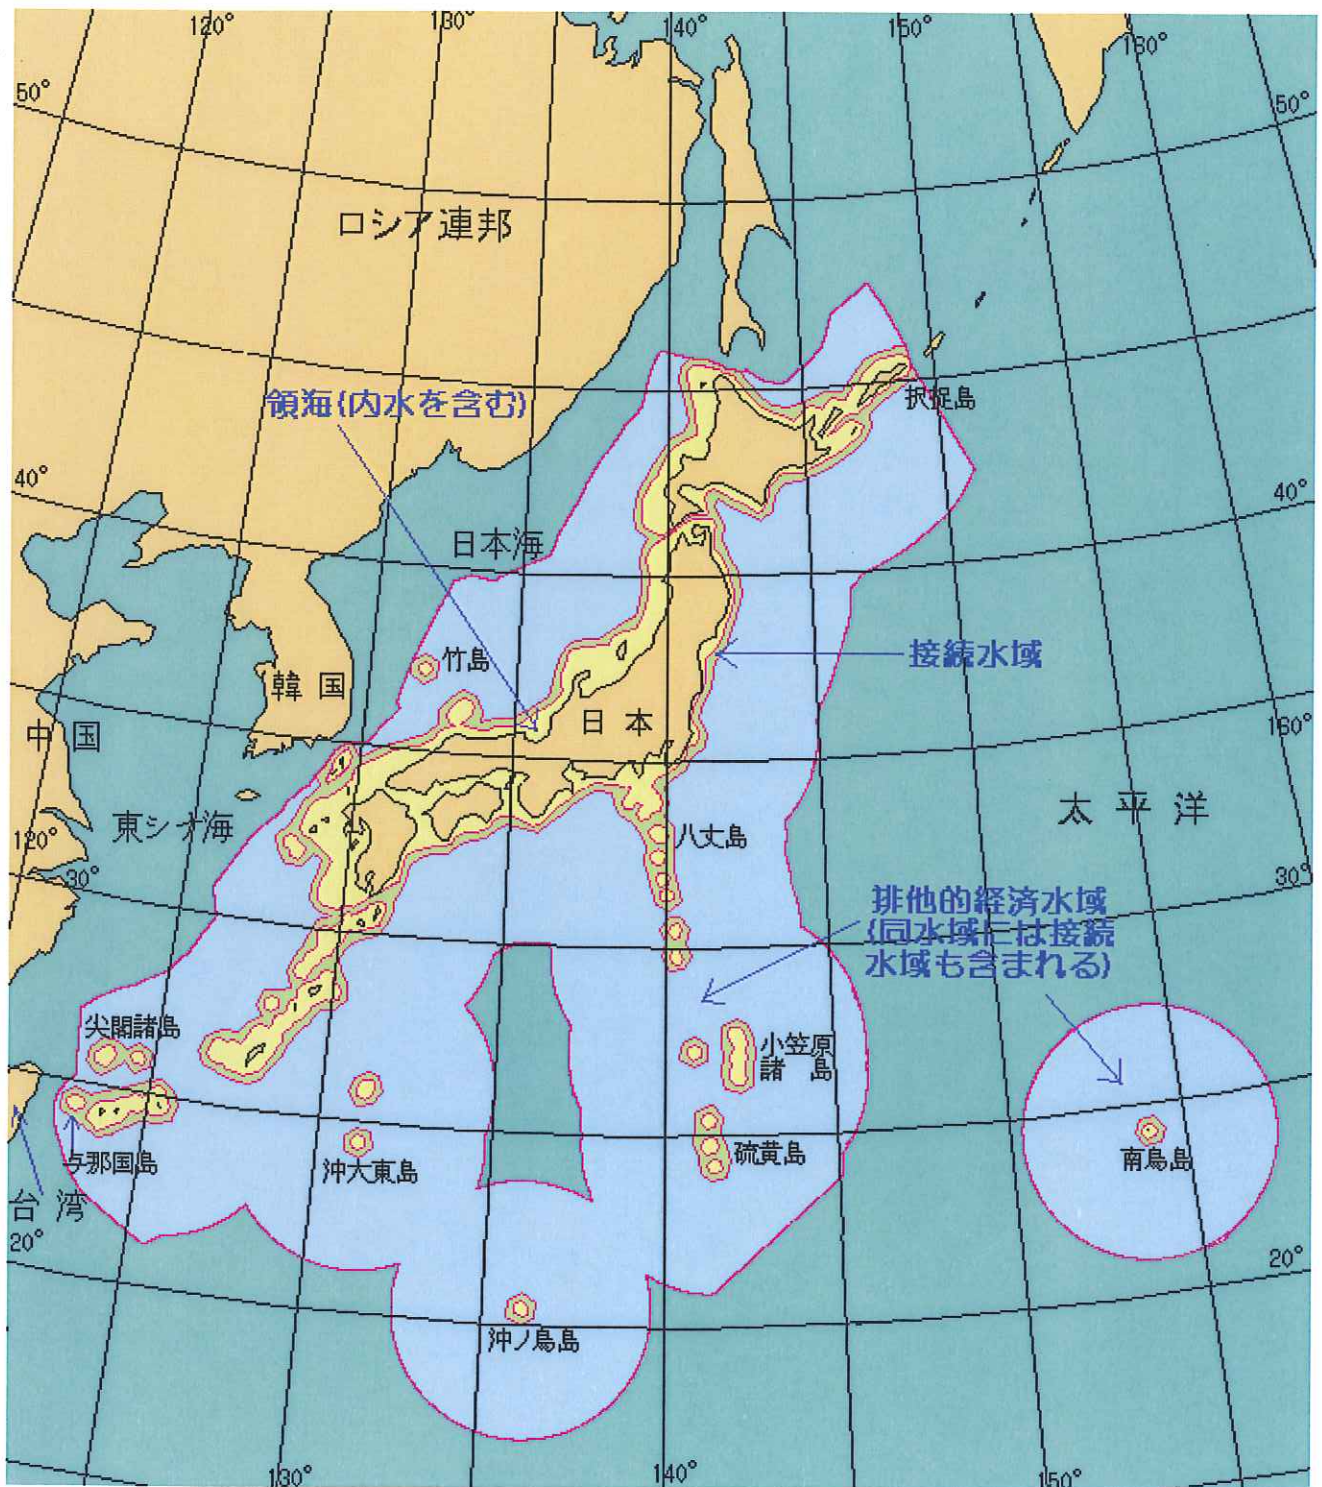 120°
130°
140°
150°
160°
50°
50°
ロシア連邦
領海(内水を含む)
択捉島
40°
40°
日本海
竹島
接続水域
韓国
日本
中国
160°
太平洋
東シナ海
120°
八丈島
30°
30°
排他的経済水域
(同水域には接続
水域も含まれる)
尖閣諸島
小笠原
諸島
与那国島
沖大東島
硫黄島
南鳥島
台湾
20°
20°
沖ノ鳥島
130°
140°
150°